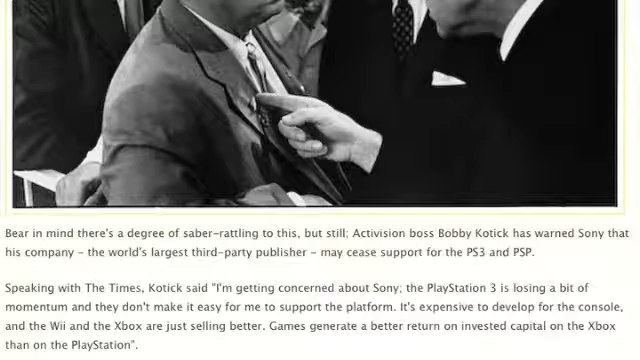 Bear in mind there's a degree of saber-rattling to this, but still: Activision boss Bobby Kotick has warned Sony that
his company – the world's largest third-party publisher – may cease support for the PS3 and PSP.
Speaking with The Times, Kotick said "I'm getting concerned about Sony; the PlayStation 3 is losing a bit of
momentum and they don't make it easy for me to support the platform. It's expensive to develop for the console,
and the Wii and the Xbox are just selling better. Games generate a better return on invested capital on the Xbox
than on the PlayStation".